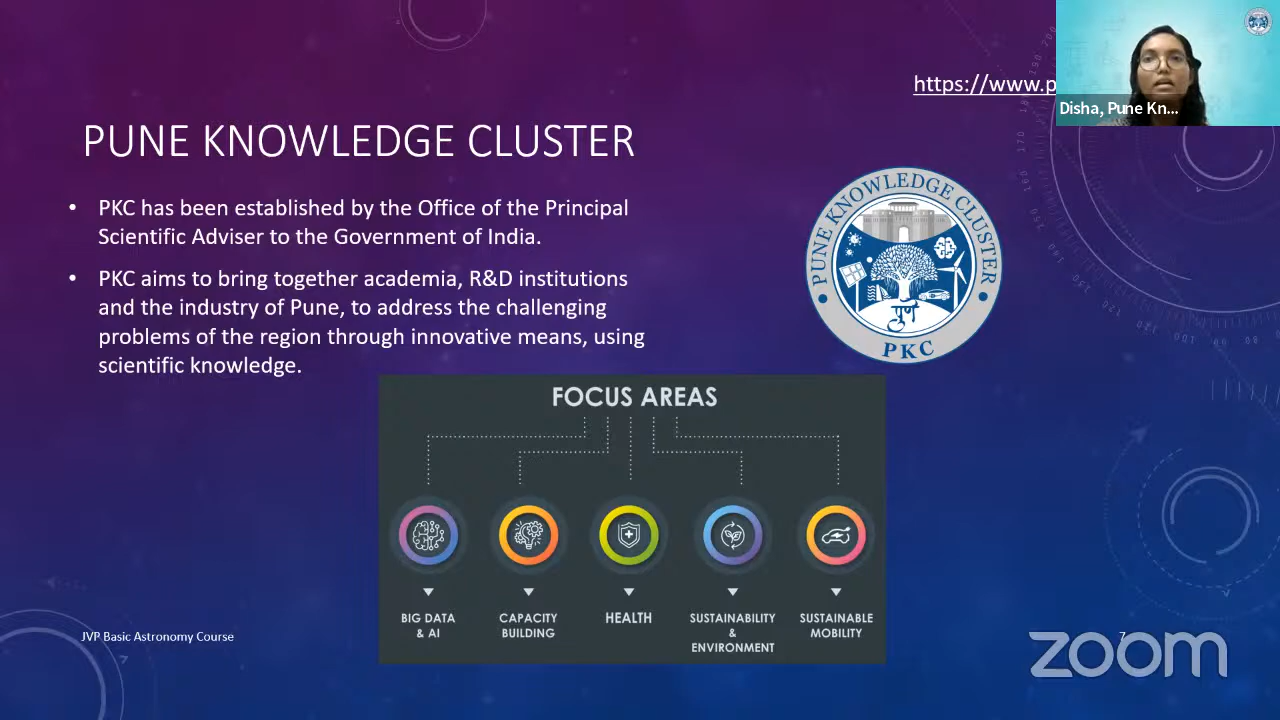 https://www.p
Disha, Pune Kn...
PUNE KNOWLEDGE CLUSTER
• PKC has been established by the Office of the Principal
Scientific Adviser to the Government of India.
• PKC aims to bring together academia, R&D institutions
and the industry of Pune, to address the challenging
problems of the region through innovative means, using
scientific knowledge.
PUNE KNOWLEDGE CLUSTER
पुणे
PKC
FOCUS AREAS
BIG DATA
& AI
CAPACITY
BUILDING
HEALTH
SUSTAINABILITY
&
ENVIRONMENT
SUSTAINABLE
MOBILITY
JVP Basic Astronomy Course
7
zoom